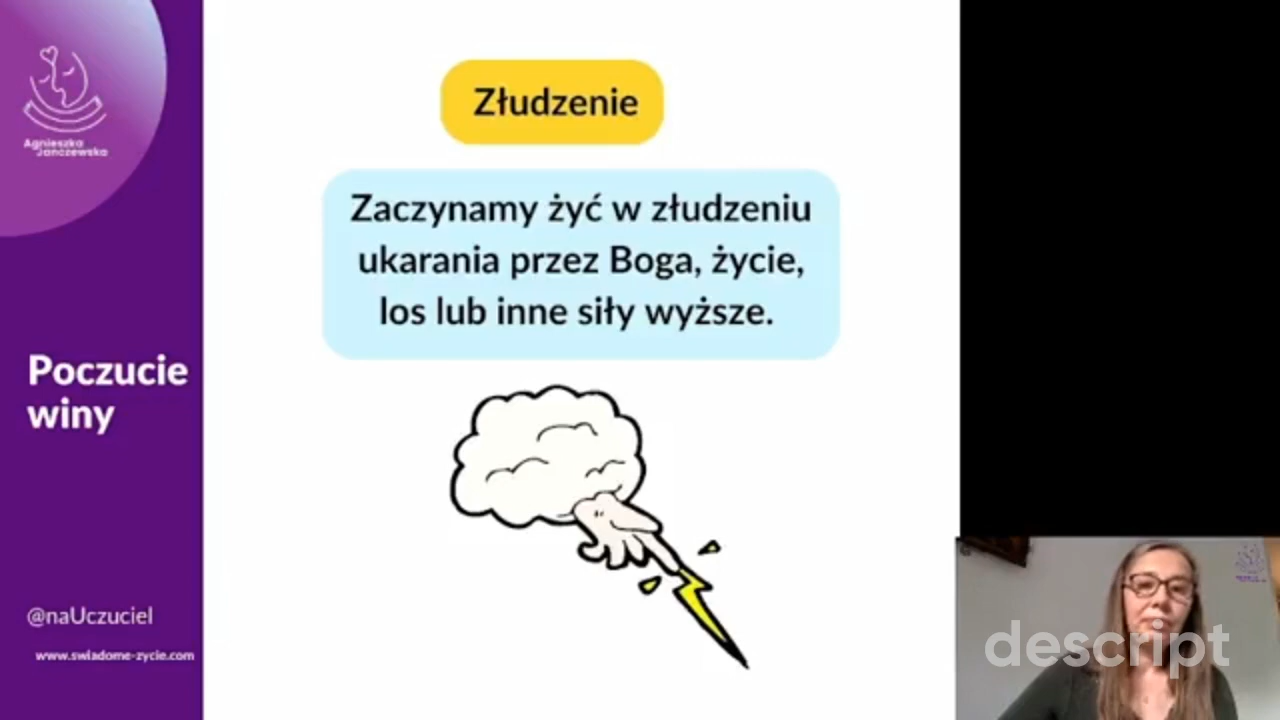 Agnieszka
Janczewska
Poczucie
winy
@naUczuciel
www.swiadome-zycie.com
Złudzenie
Zaczynamy żyć w złudzeniu
ukarania przez Boga, życie,
los lub inne siły wyższe.
descript